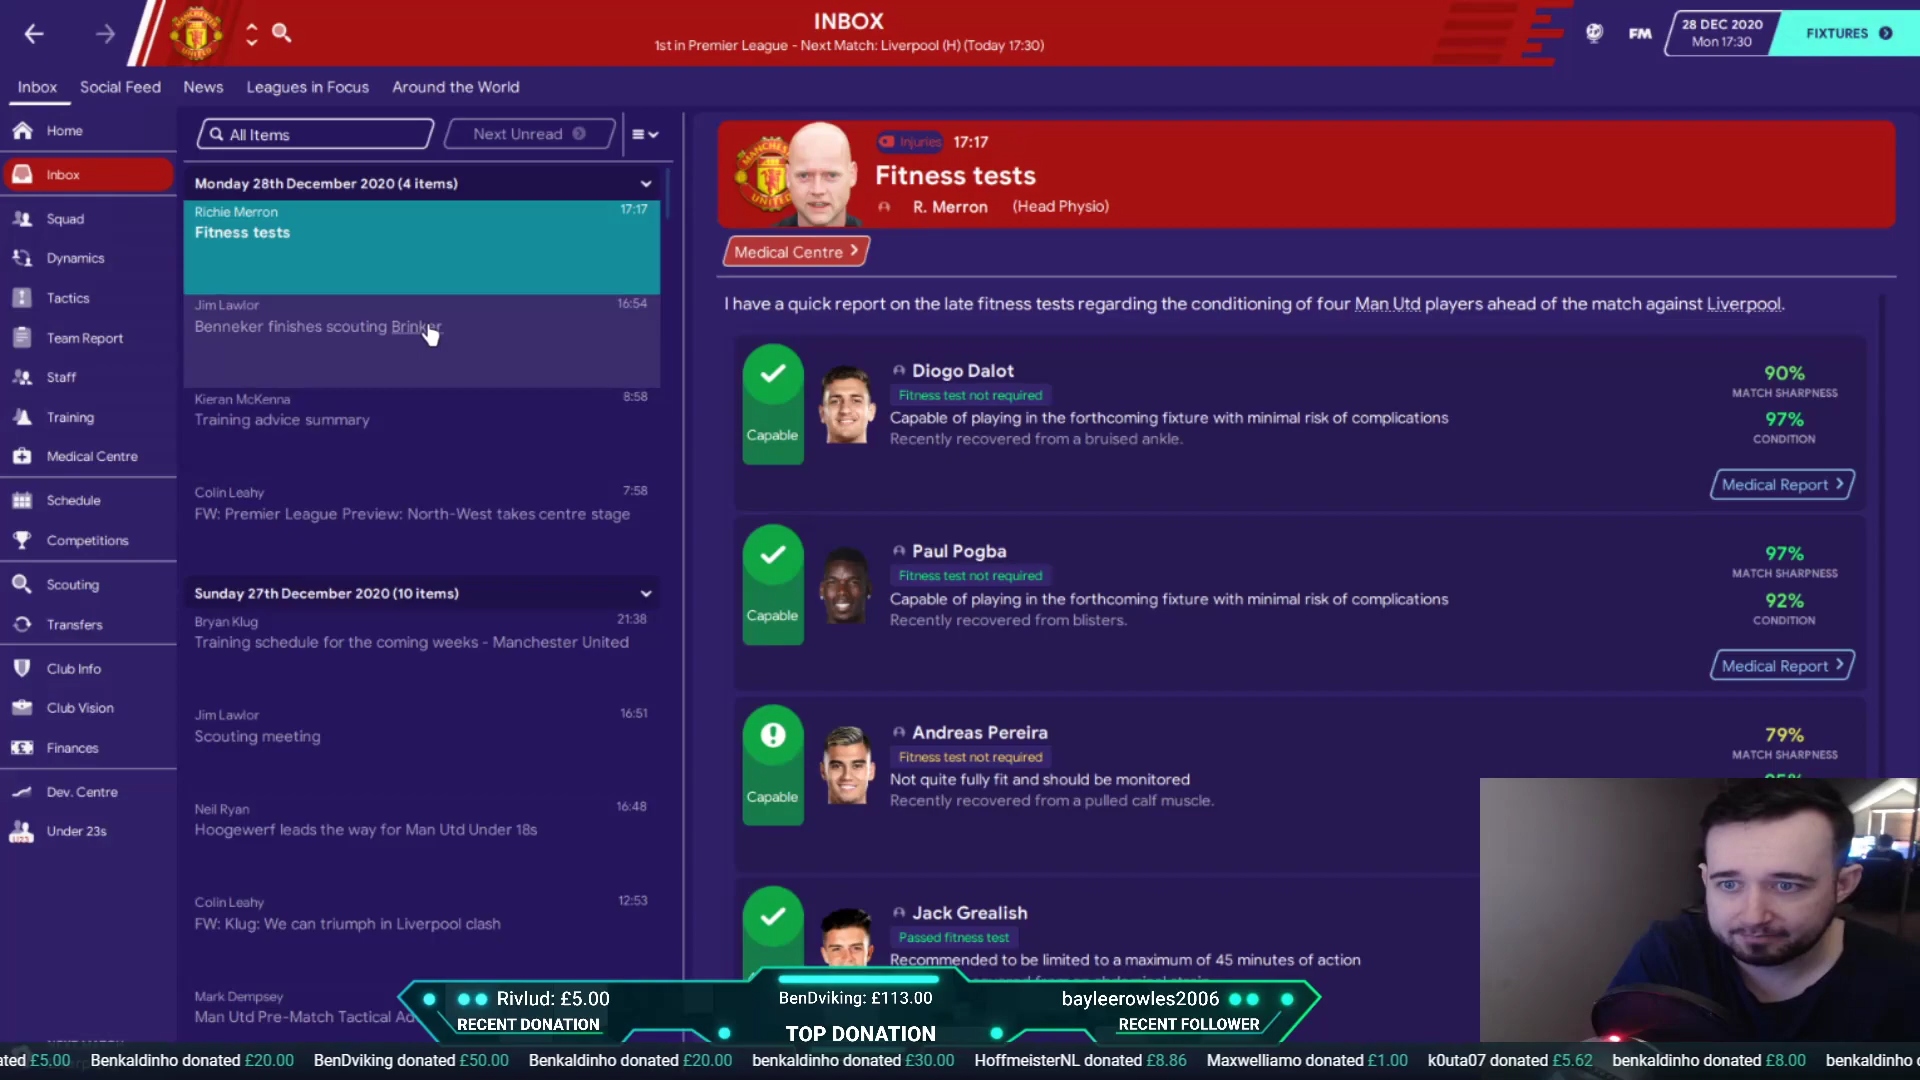 INBOX
1st in Premier League - Next Match: Liverpool (H) (Today 17:30)
FM
28 DEC 2020
Mon 17:30
FIXTURES
Inbox
Social Feed
News
Leagues in Focus
Around the World
Home
Inbox
Squad
Dynamics
Tactics
Team Report
Staff
Training
Medical Centre
Schedule
Competitions
Scouting
Transfers
Club Info
Club Vision
Finances
Dev. Centre
Under 23s
All Items
Next Unread
Monday 28th December 2020 (4 items)
Richie Merron 17:17
Fitness tests
Jim Lawlor 16:54
Benneker finishes scouting Brinker
Kieran McKenna 8:58
Training advice summary
Colin Leahy 7:58
FW: Premier League Preview: North-West takes centre stage
Sunday 27th December 2020 (10 items)
Bryan Klug 21:38
Training schedule for the coming weeks - Manchester United
Jim Lawlor 16:51
Scouting meeting
Neil Ryan 16:48
Hoogewerf leads the way for Man Utd Under 18s
Colin Leahy 12:53
FW: Klug: We can triumph in Liverpool clash
Mark Dempsey
Man Utd Pre-Match Tactical
Injuries 17:17
Fitness tests
R. Merron (Head Physio)
Medical Centre
I have a quick report on the late fitness tests regarding the conditioning of four Man Utd players ahead of the match against Liverpool.
Capable
Diogo Dalot
Fitness test not required
Capable of playing in the forthcoming fixture with minimal risk of complications
Recently recovered from a bruised ankle.
90%
MATCH SHARPNESS
97%
CONDITION
Medical Report
Capable
Paul Pogba
Fitness test not required
Capable of playing in the forthcoming fixture with minimal risk of complications
Recently recovered from blisters.
97%
MATCH SHARPNESS
92%
CONDITION
Medical Report
Capable
Andreas Pereira
Fitness test not required
Not quite fully fit and should be monitored
Recently recovered from a pulled calf muscle.
79%
MATCH SHARPNESS
Jack Grealish
Passed fitness test
Recommended to be limited to a maximum of 45 minutes of action
Rivlud: £5.00
RECENT DONATION
BenDviking: £113.00
TOP DONATION
bayleerowles2006
RECENT FOLLOWER
ated £5.00 Benkaldinho donated £20.00 BenDviking donated £50.00 Benkaldinho donated £20.00 benkaldinho donated £30.00 HoffmeisterNL donated £8.86 Maxwelliamo donated £1.00 k0uta07 donated £5.62 benkaldinho donated £8.00 benkaldinho d